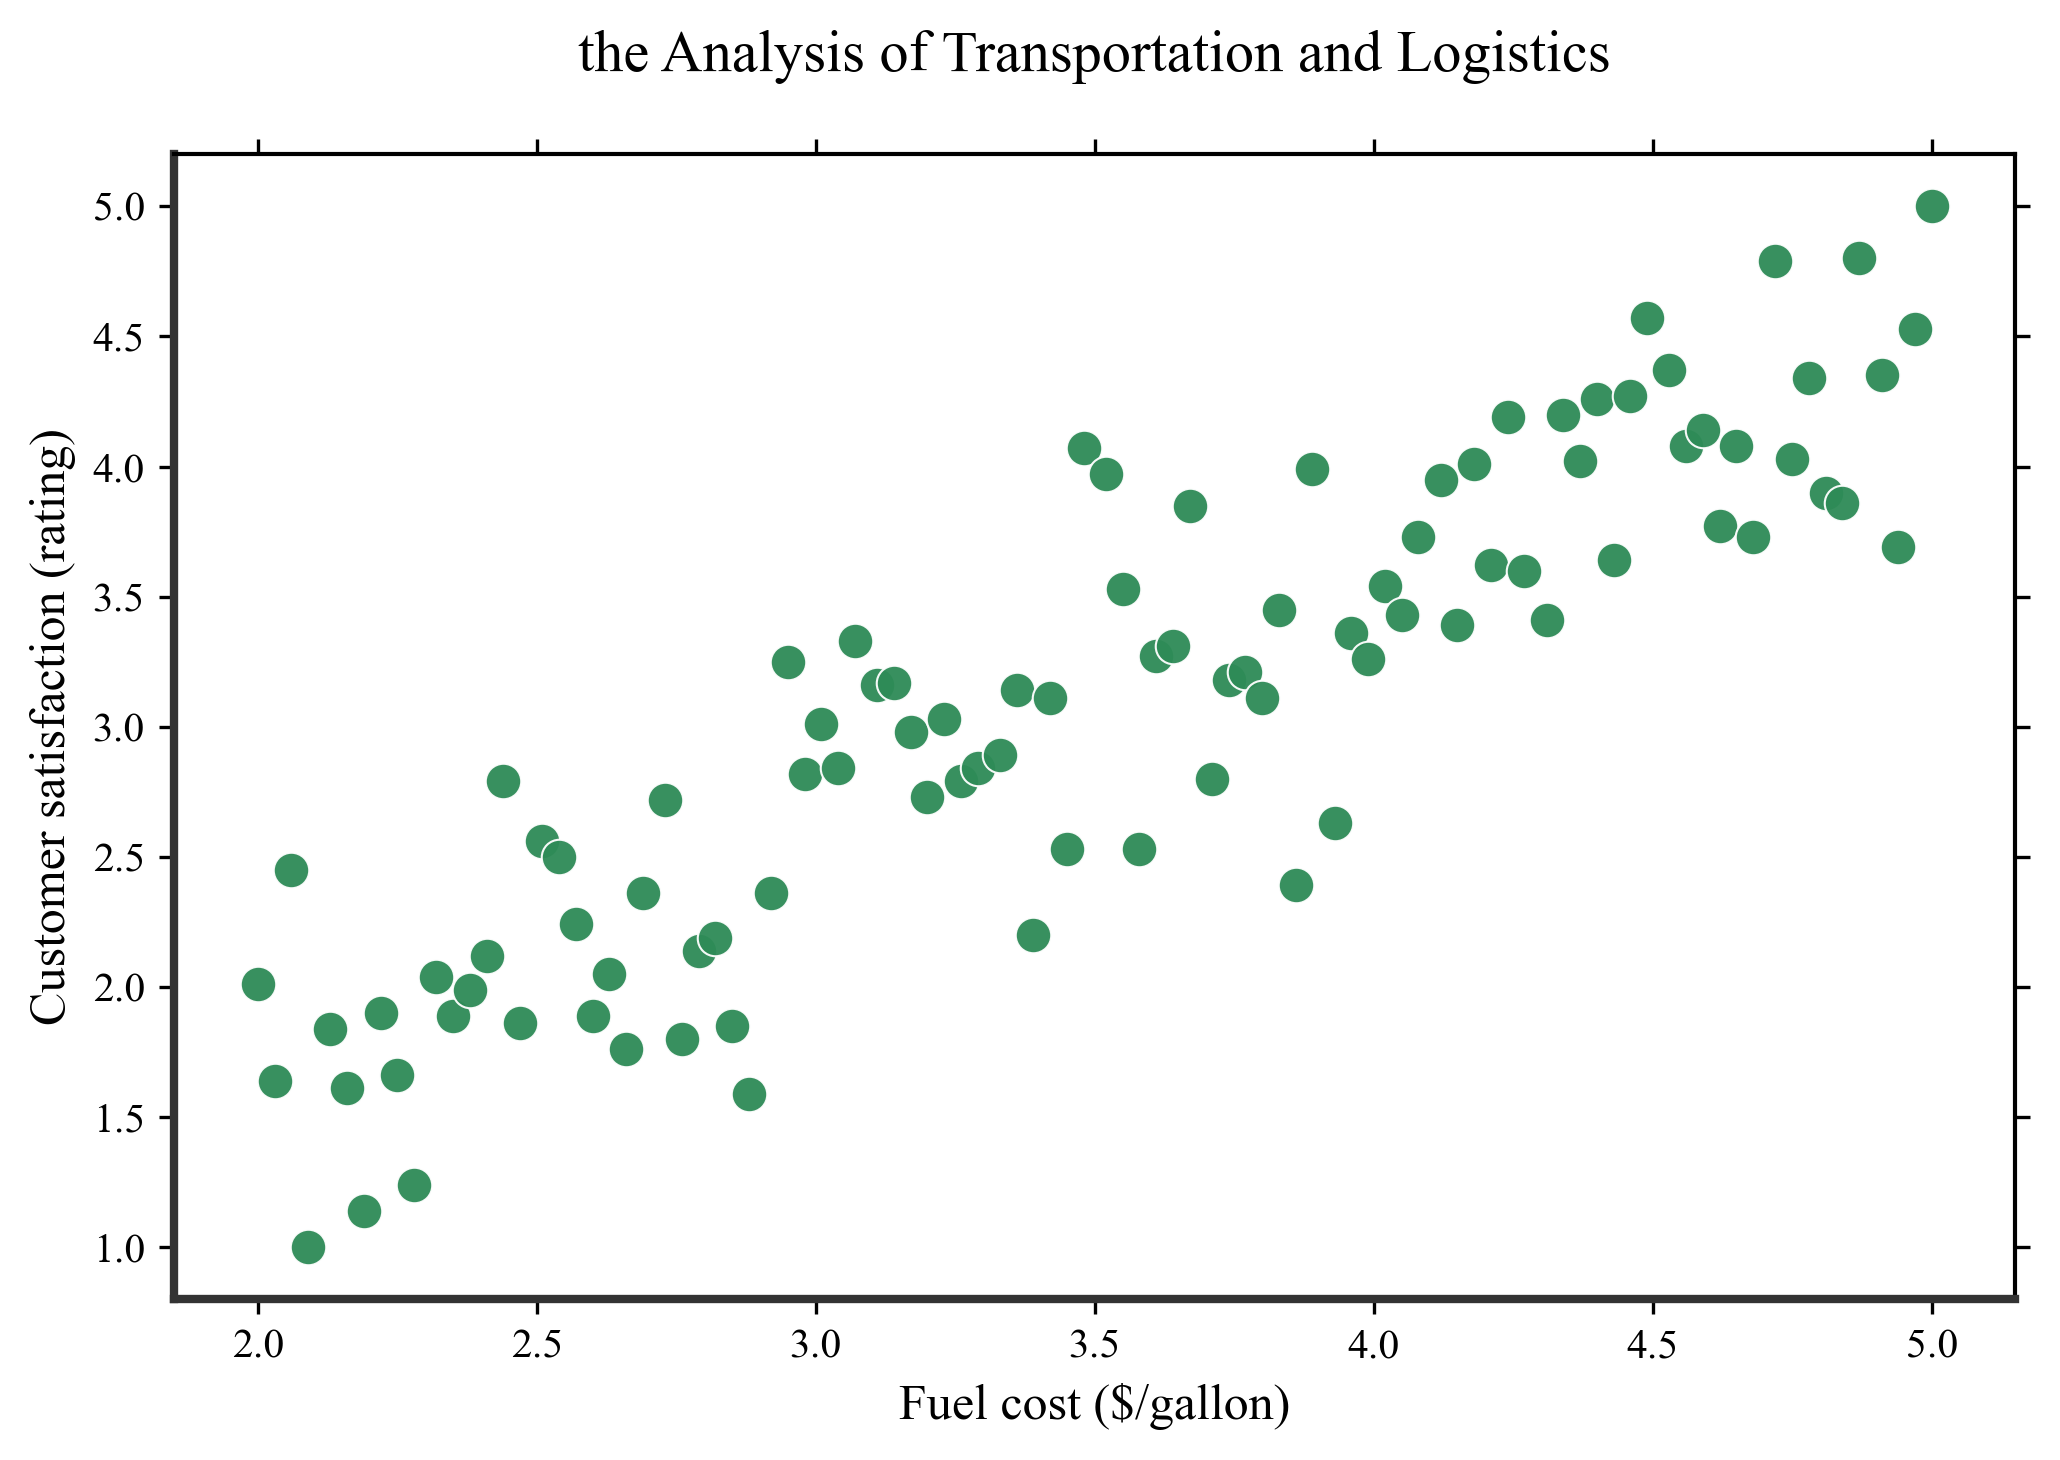 the Analysis of Transportation and Logistics
5.0
4.5
4.0
3.5
3.0
2.5
2.0
1.5
1.0
Customer satisfaction (rating)
2.0 2.5 3.0 3.5 4.0 4.5 5.0
Fuel cost ($/gallon)